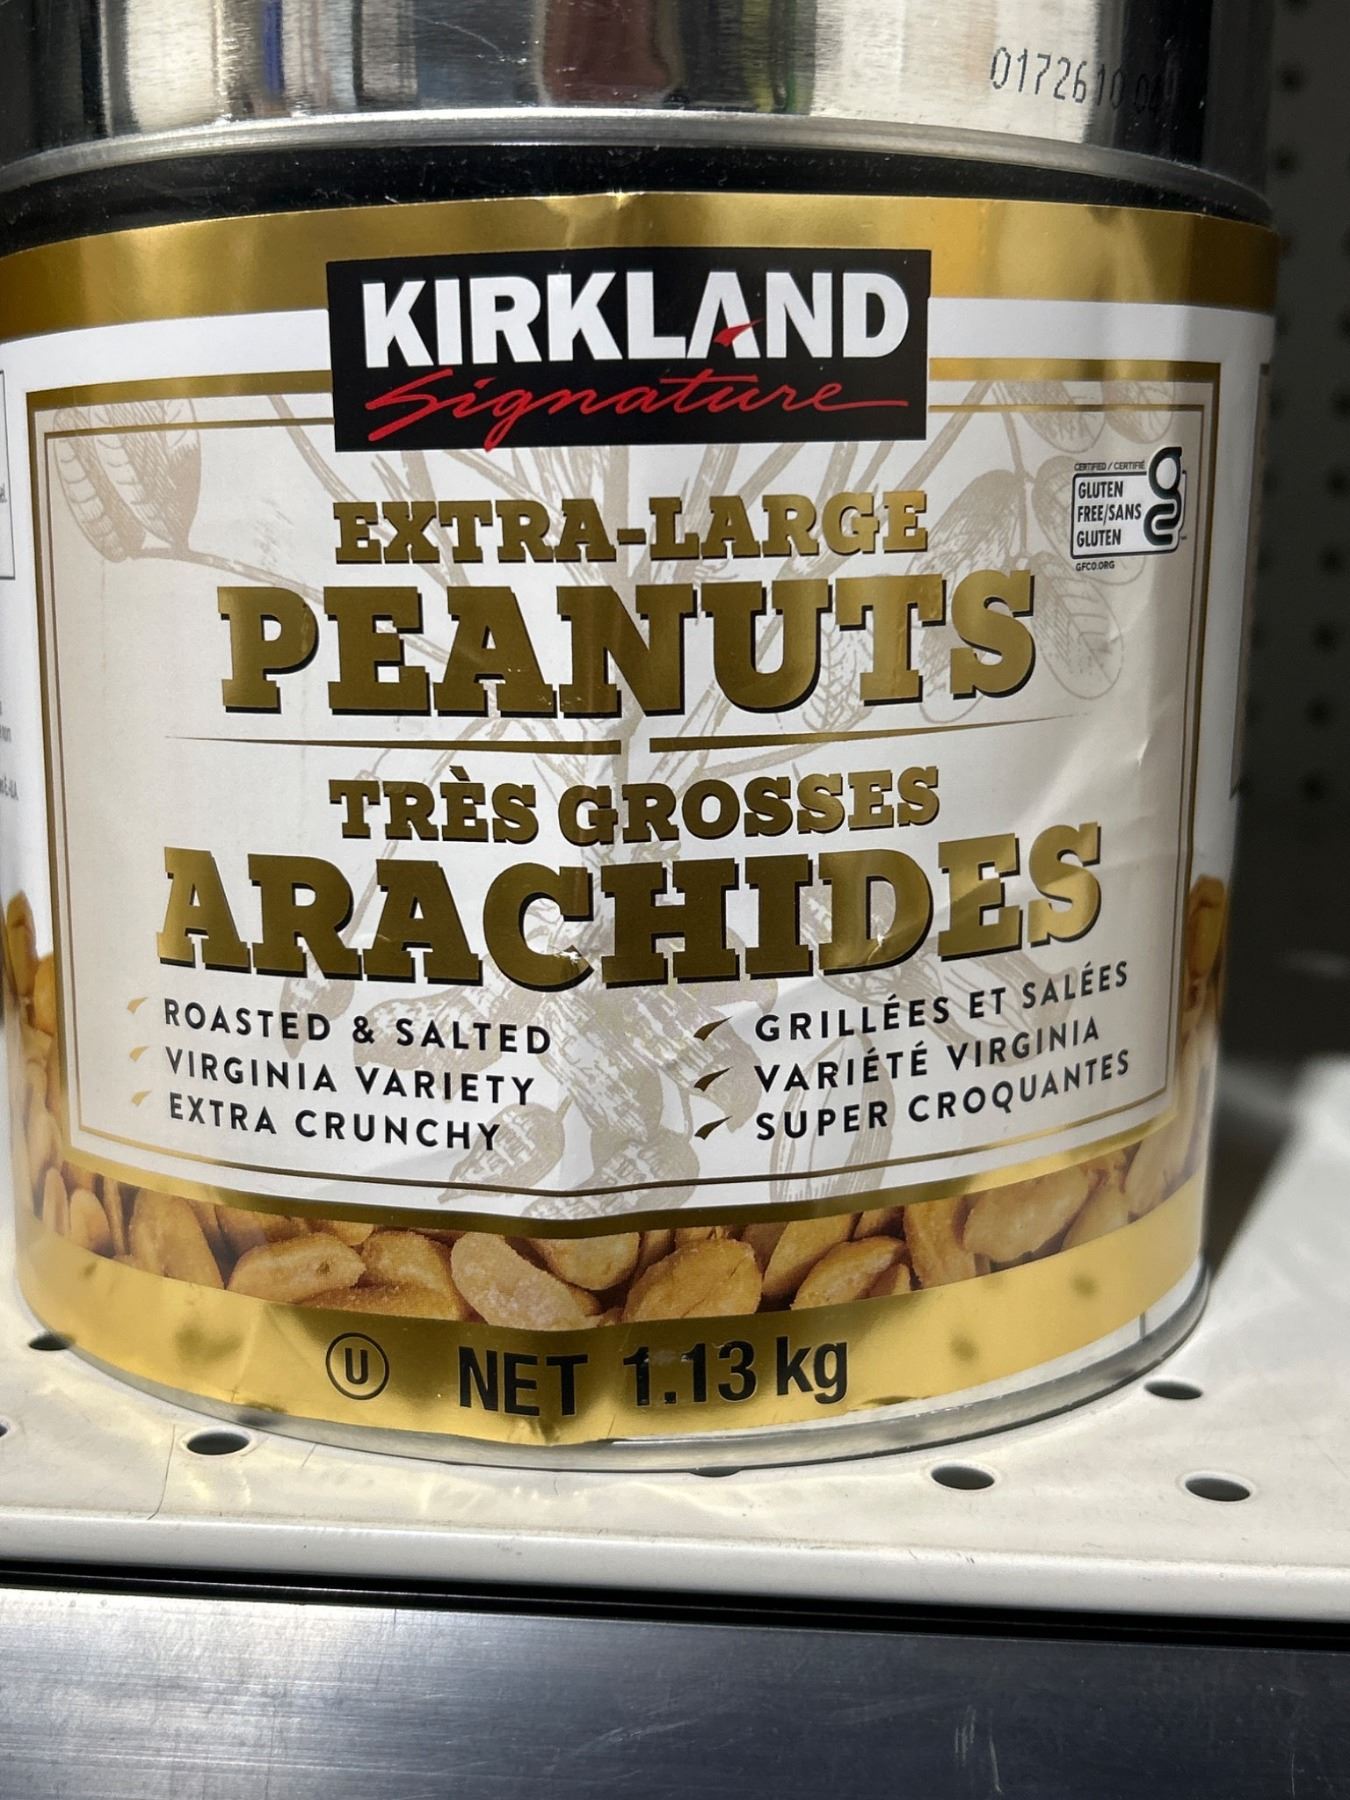 KIRKLAND
Signature
EXTRA-LARGE
PEANUTS
TRÈS GROSSES
ARACHIDES
CERTIFIED / CERTIFIÉ
GLUTEN
FREE/SANS
GLUTEN
GFCO.ORG
ROASTED & SALTED
VIRGINIA VARIETY
EXTRA CRUNCHY
GRILLÉES ET SALÉES
VARIÉTÉ VIRGINIA
SUPER CROQUANTES
U NET 1.13 kg